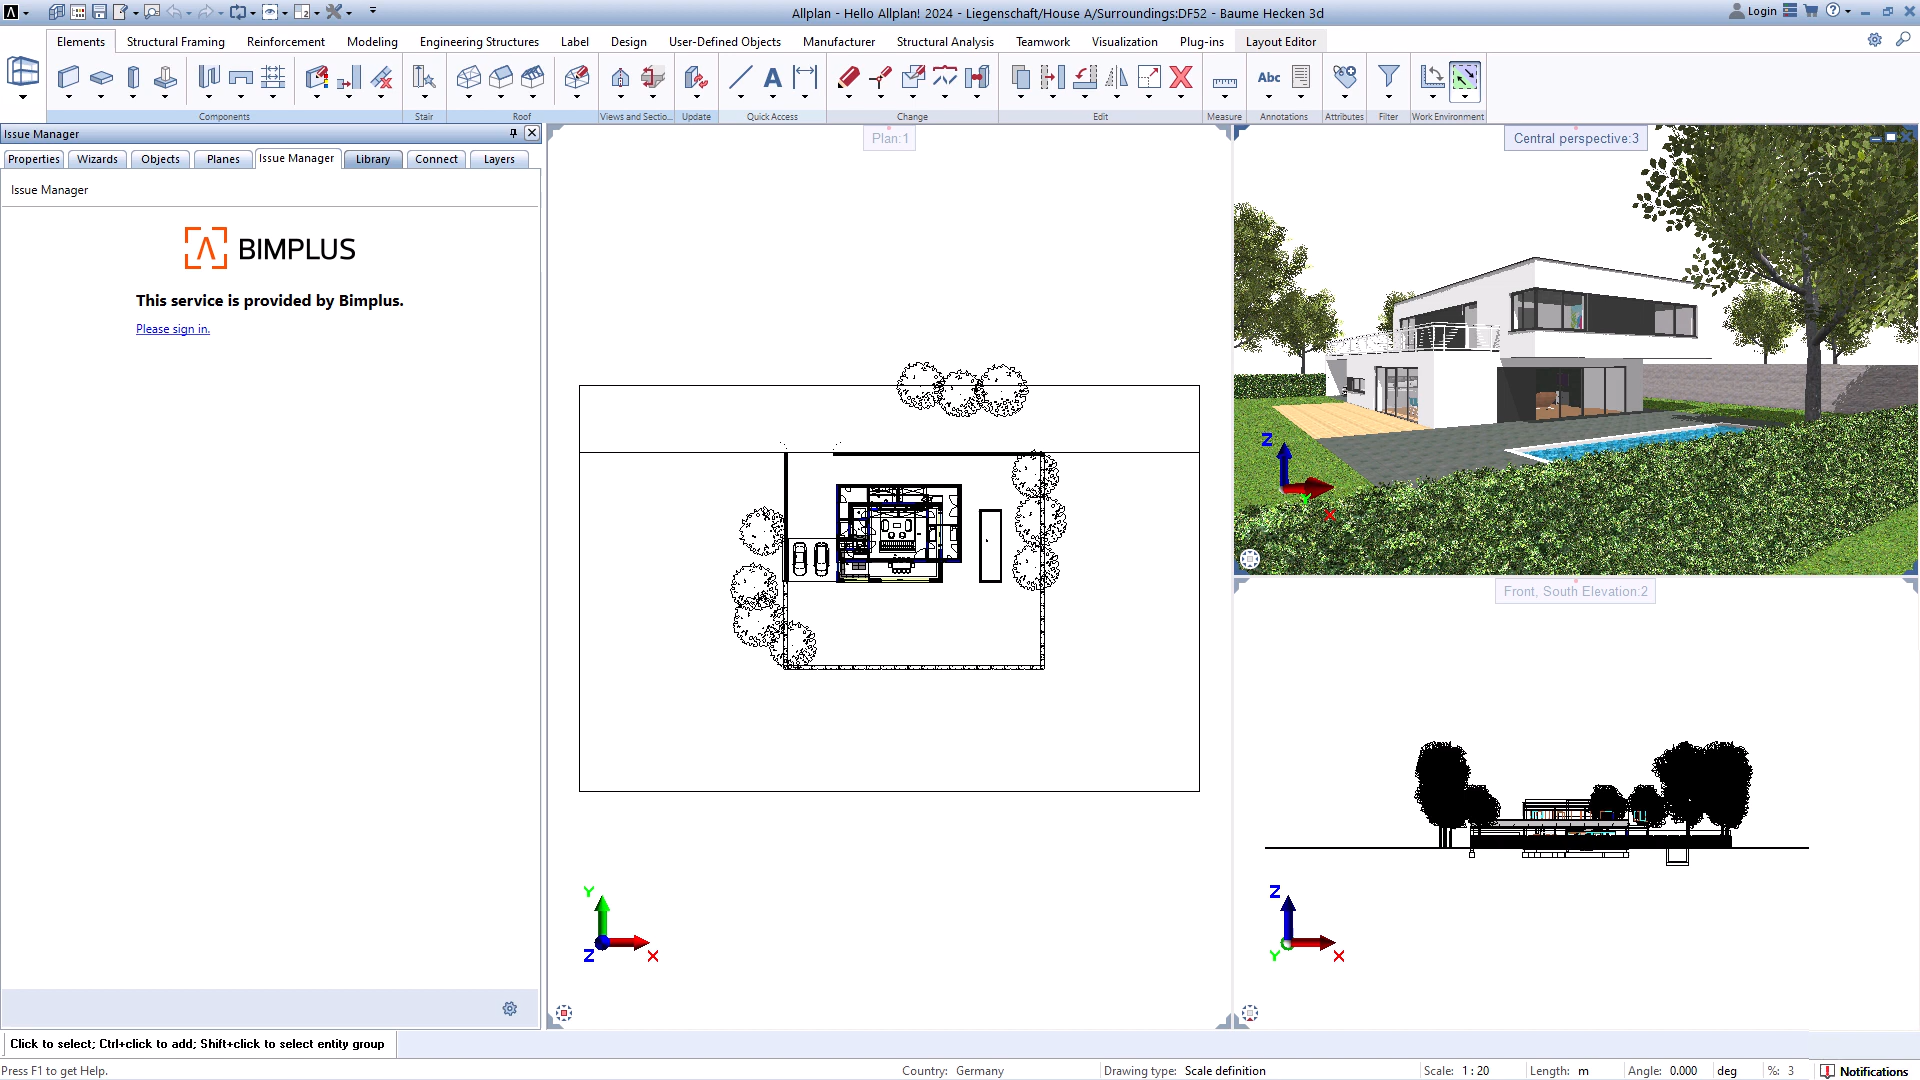 Allplan - Hello Allplan! 2024 - Liegenschaft/House A/Surroundings:DF52 - Baume Hecken 3d
Login
Elements Structural Framing Reinforcement Modeling Engineering Structures Label Design User-Defined Objects Manufacturer Structural Analysis Teamwork Visualization Plug-ins Layout Editor
Abc
Components Stair Roof Views and Sectio... Update Quick Access Change Edit Measure Annotations Attributes Filter Work Environment
Issue Manager
Properties Wizards Objects Planes Issue Manager Library Connect Layers
Issue Manager
BIMPLUS
This service is provided by Bimplus.
Please sign in.
Plan:1
Y
Z
X
Central perspective:3
Z
X
Front, South Elevation:2
Z
Y
X
Click to select; Ctrl+click to add; Shift+click to select entity group
Press F1 to get Help.
Country: Germany
Drawing type: Scale definition
Scale: 1 : 20
Length: m
Angle: 0.000 deg
%: 3
Notifications